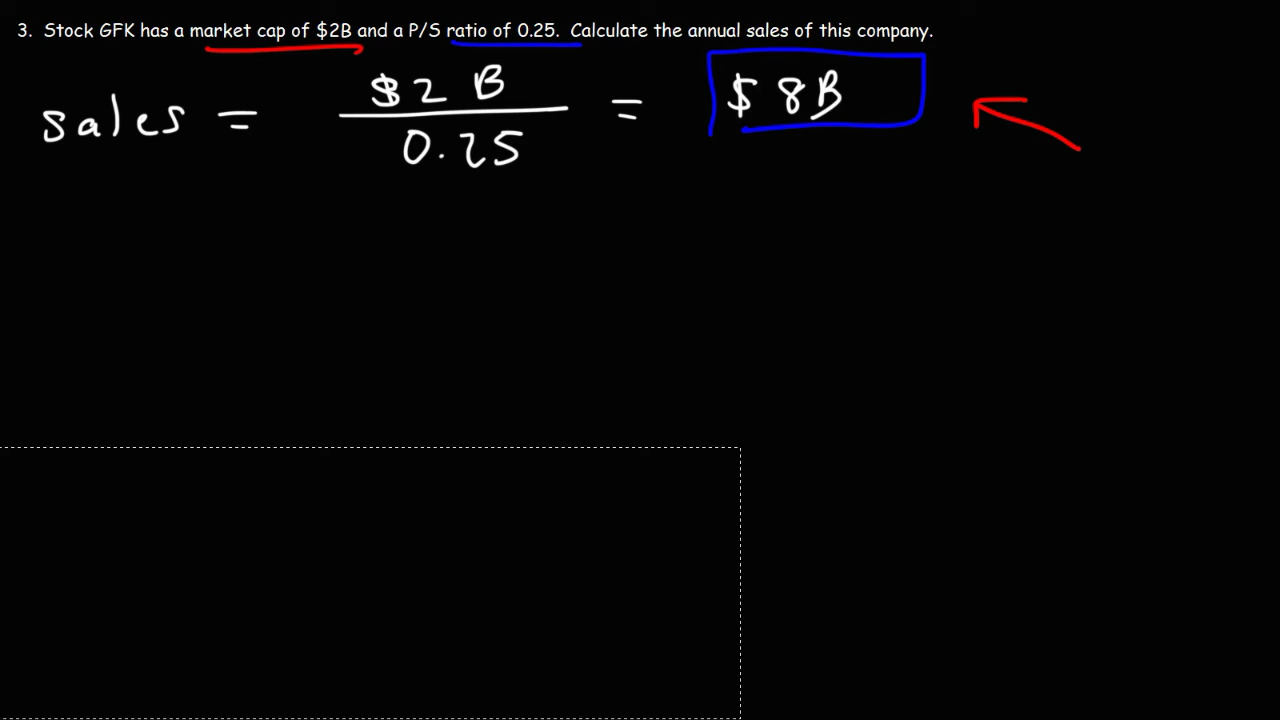 3. Stock GFK has a market cap of $2B and a P/S ratio of 0.25. Calculate the annual sales of this company.
sales = $2 B / 0.25 = $ 8B